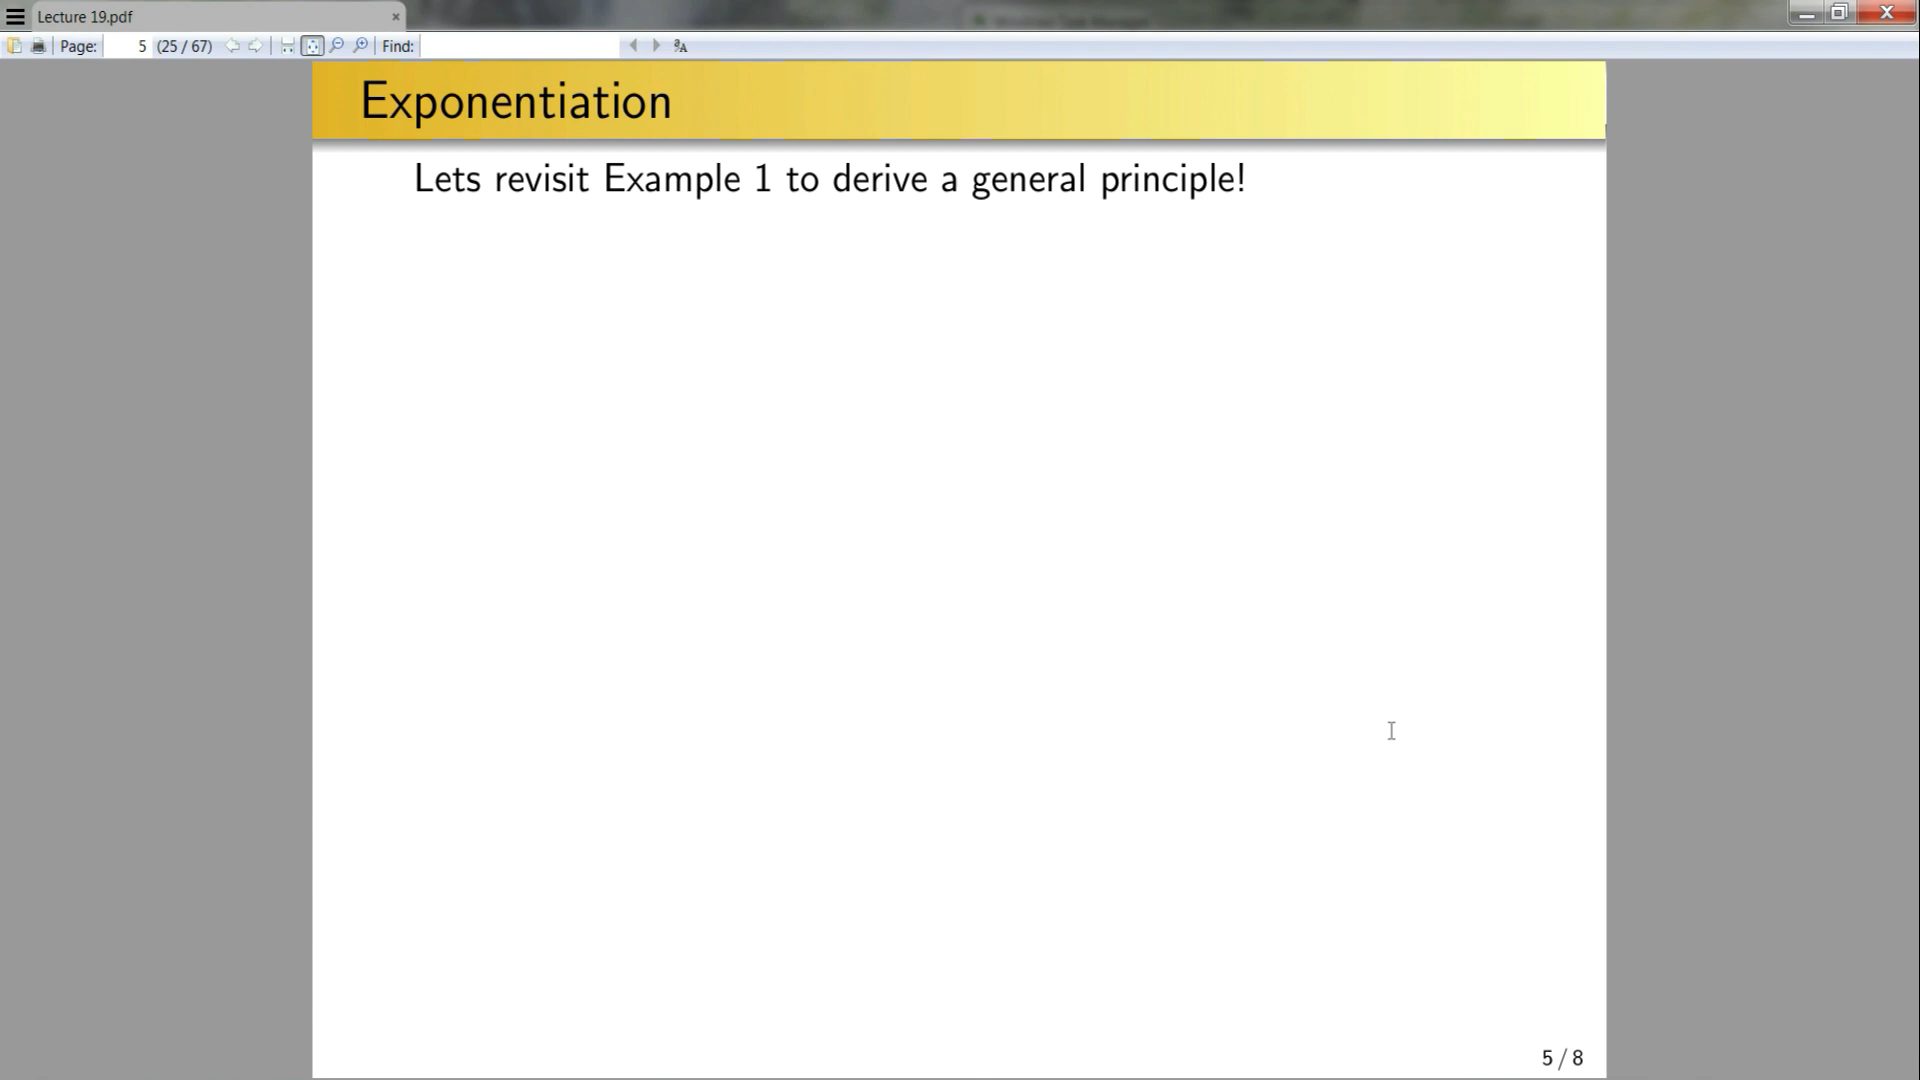 Lecture 19.pdf
Page: 5 (25 / 67) Find:
Exponentiation
Lets revisit Example 1 to derive a general principle!
5 / 8